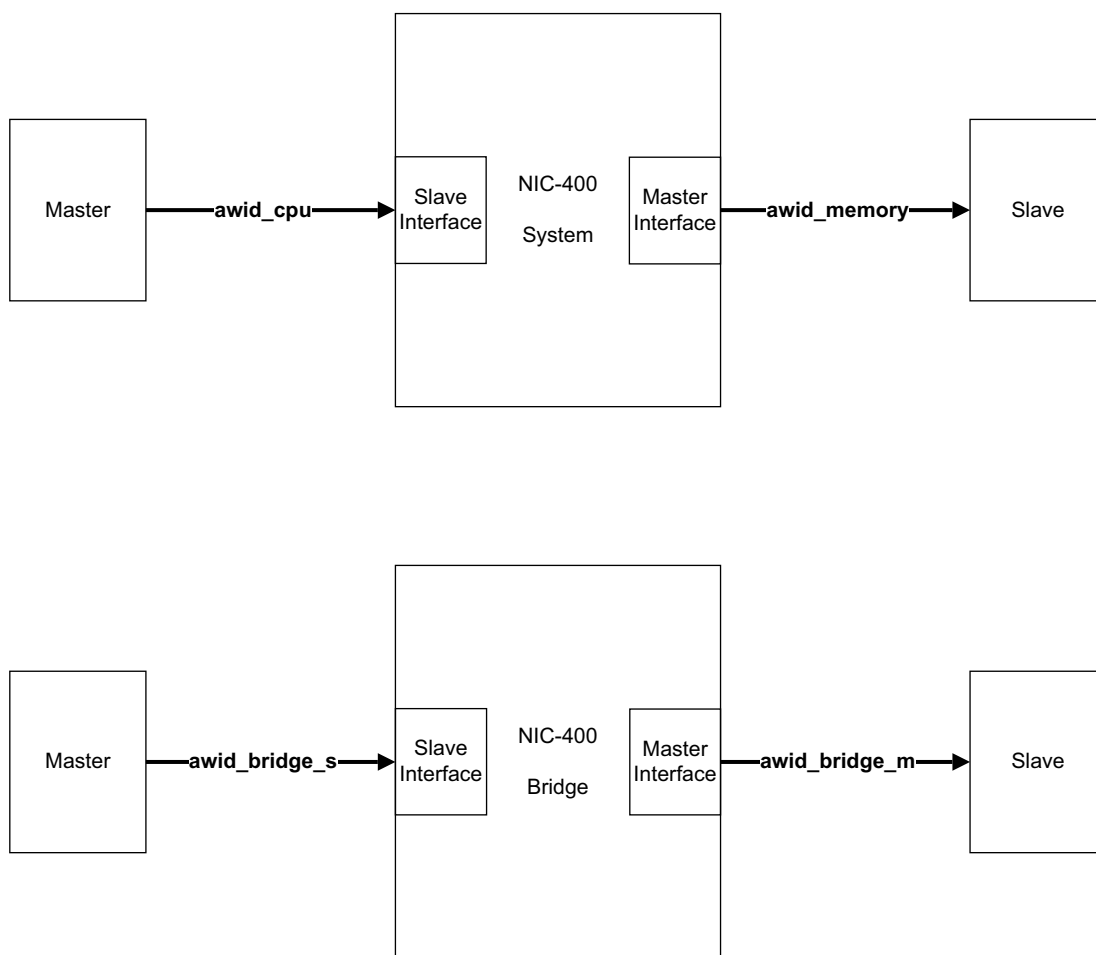 Master
awid_cpu
Slave
Interface
NIC-400
System
Master
Interface
awid_memory
Slave
Master
awid_bridge_s
Slave
Interface
NIC-400
Bridge
Master
Interface
awid_bridge_m
Slave